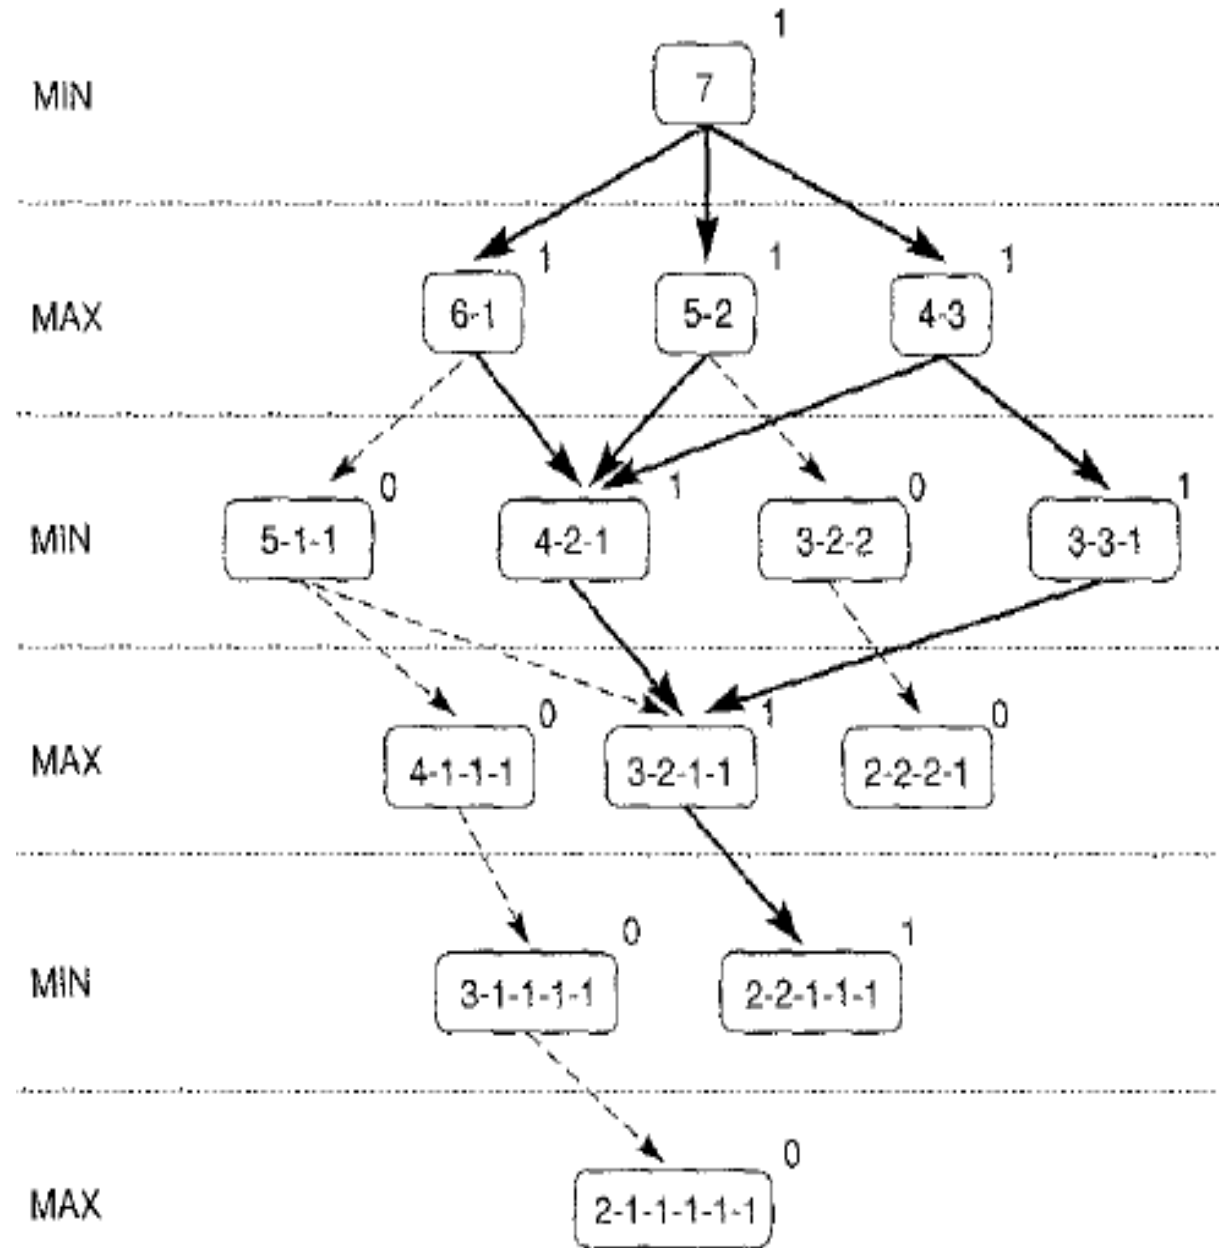 1
MIN 7
1 1 1
MAX 6-1 5-2 4-3
0 1 0 1
MIN 5-1-1 4-2-1 3-2-2 3-3-1
0 1 0
MAX 4-1-1-1 3-2-1-1 2-2-2-1
0 1
MIN 3-1-1-1-1 2-2-1-1-1
0
MAX 2-1-1-1-1-1